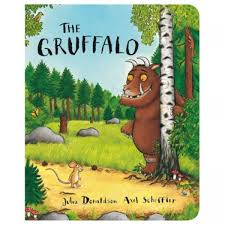 THE
GRUFFALO
Julia Donaldson Axel Scheffler